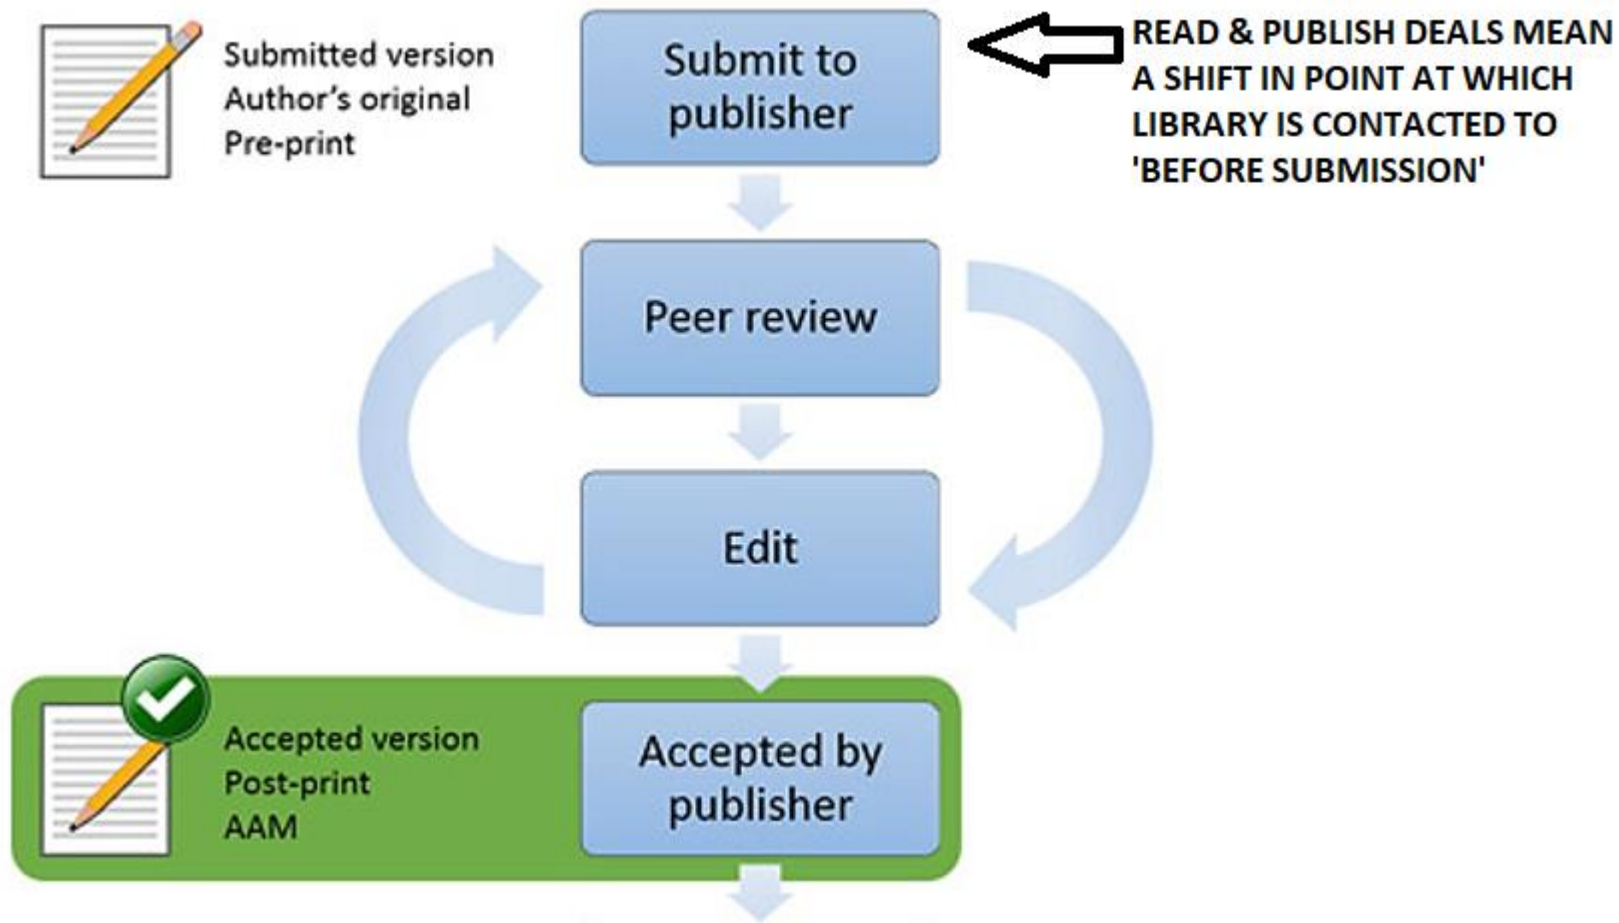 Submitted version
Author's original
Pre-print
Submit to
publisher
READ & PUBLISH DEALS MEAN
A SHIFT IN POINT AT WHICH
LIBRARY IS CONTACTED TO
'BEFORE SUBMISSION'
Peer review
Edit
Accepted version
Post-print
AAM
Accepted by
publisher